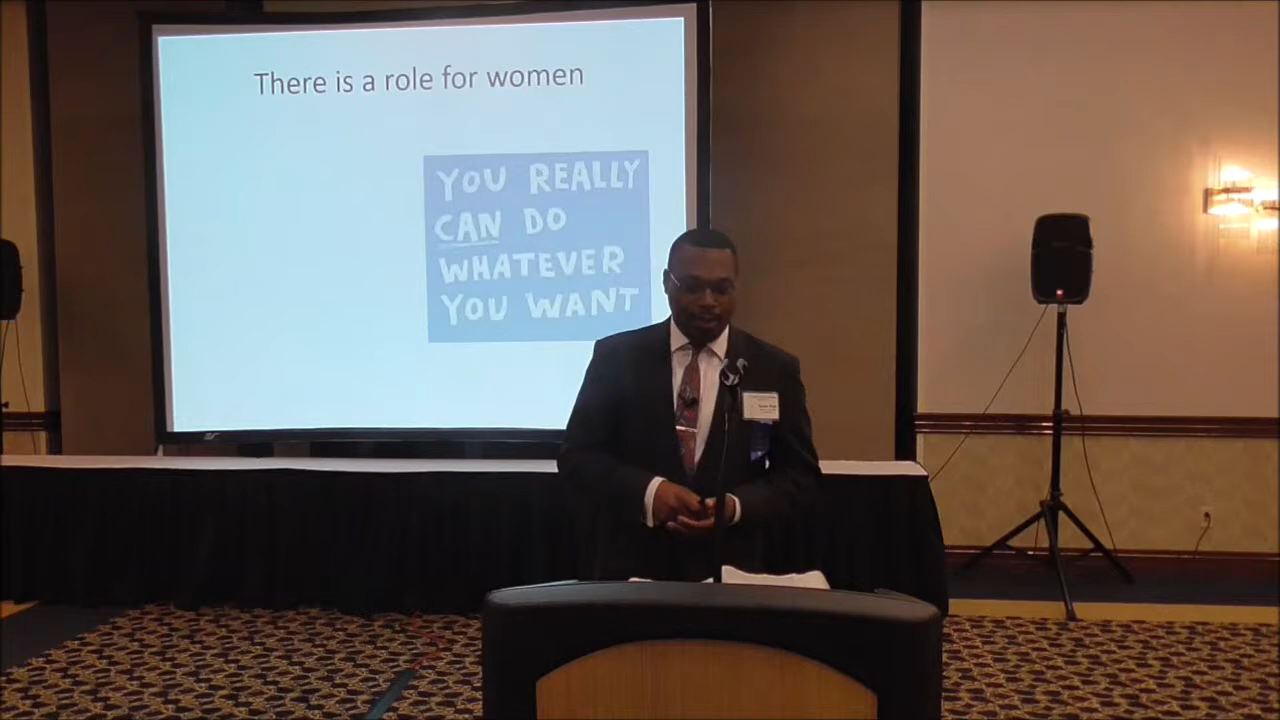 There is a role for women
YOU REALLY
CAN DO
WHATEVER
YOU WANT